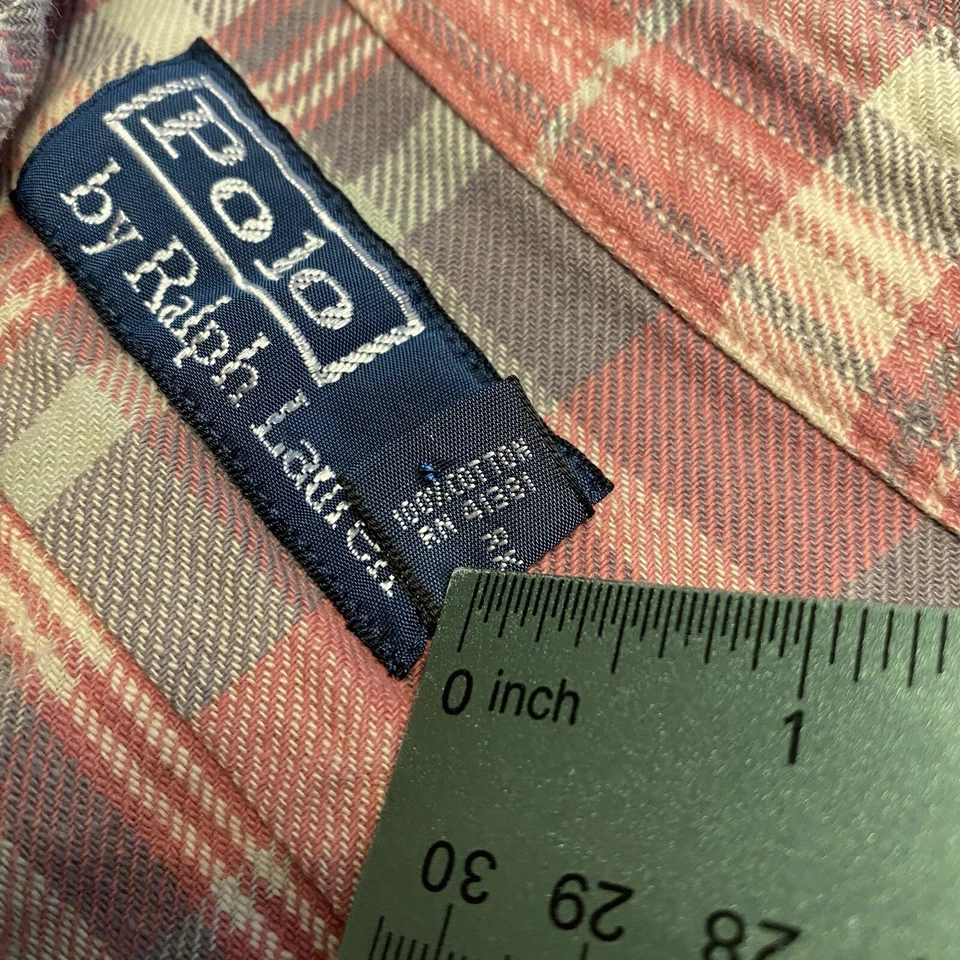 Polo
by Ralph Lauren
100% COTTON
RN 41381
0 inch
1
30
29
28